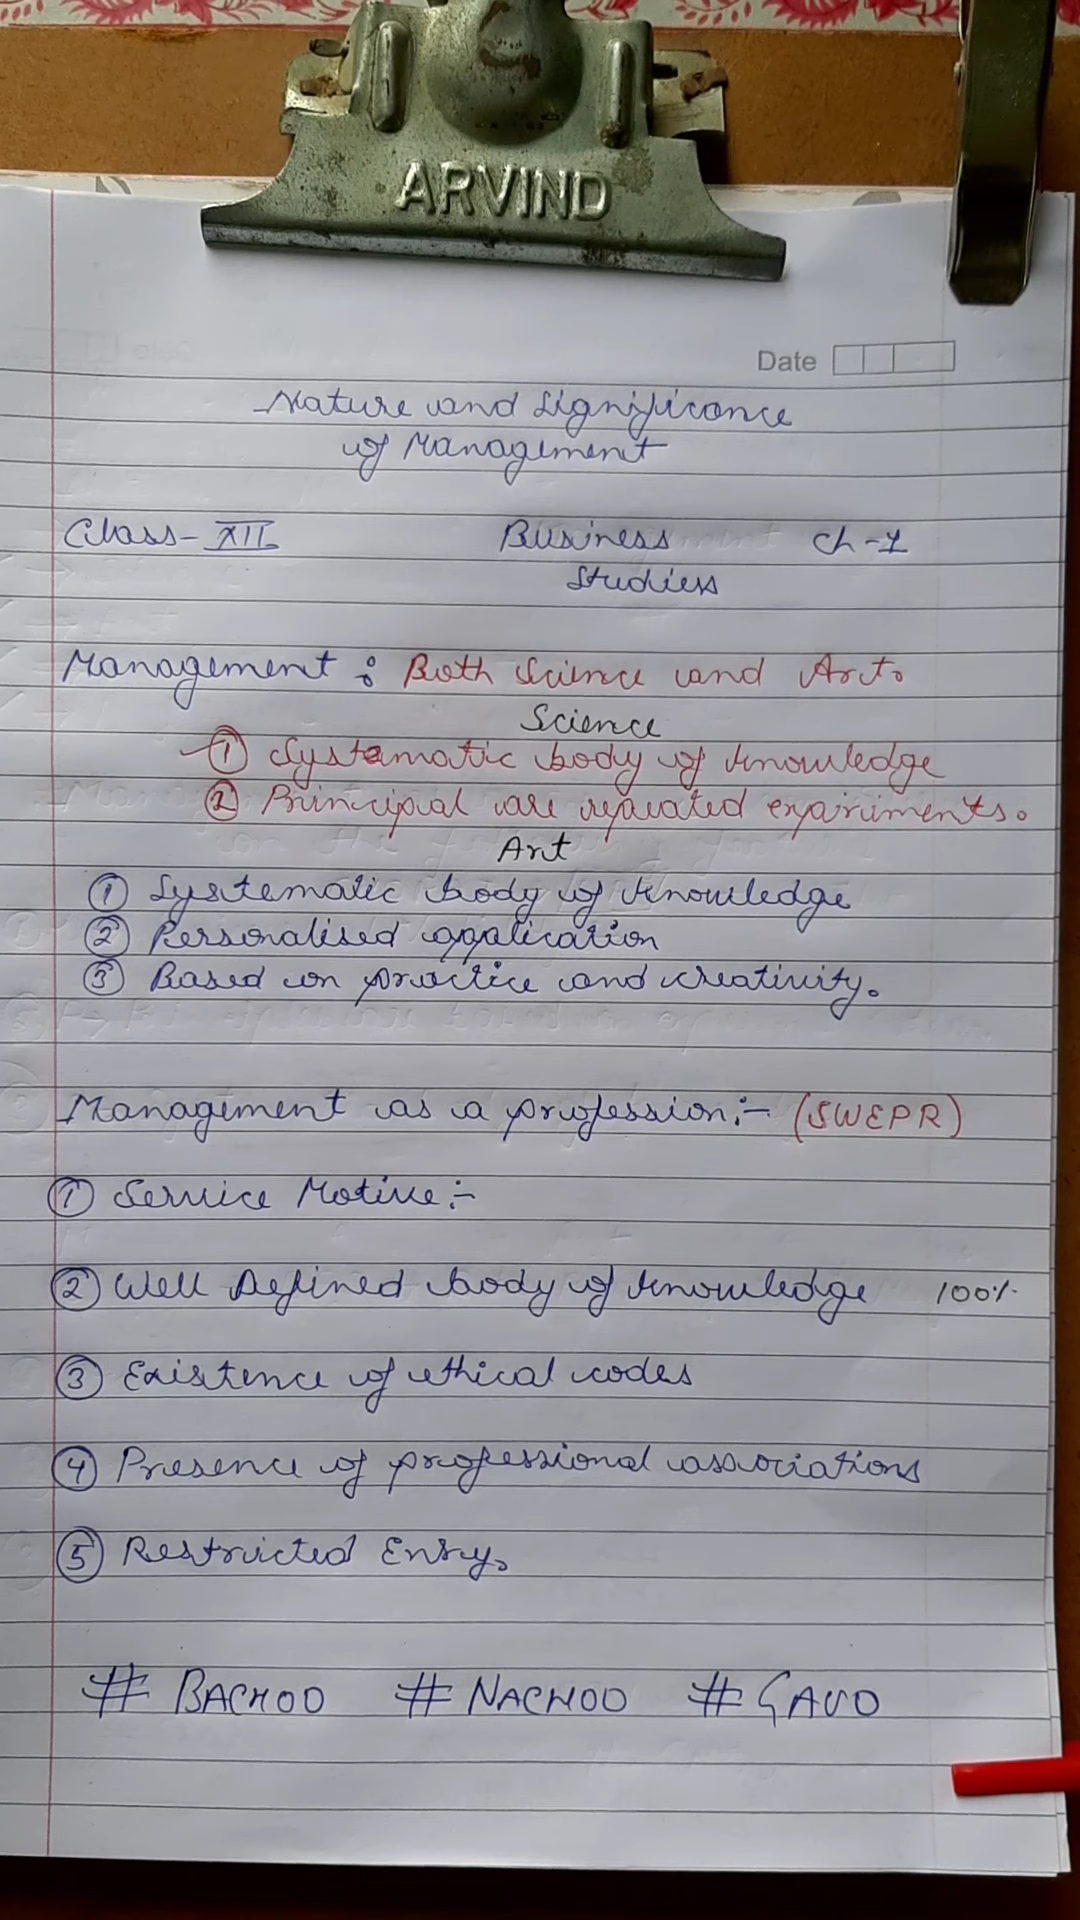 ARVIND
Date
Nature and Significance
of Management
Class-XII Business Ch-1
Studiess
Management : Both Science and Art.
Science
① Systematic body of knowledge
② Principal are repeated experiments.
Art
① Systematic body of knowledge
② Personalised application
③ Based on practice and creativity.
Management as a profession:- (SWEPR)
① Service Motive:-
② Well Defined body of knowledge 100%
③ Existence of ethical codes
④ Presence of professional associations
⑤ Restricted Entry.
# BACHOO # NACHOO # GAUO